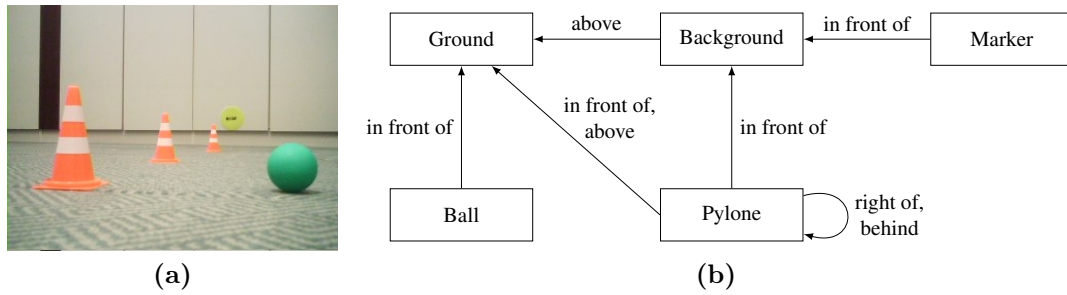 above
in front of
Ground
Background
Marker
in front of
in front of,
above
in front of
Ball
Pylone
right of,
behind
(a)
(b)